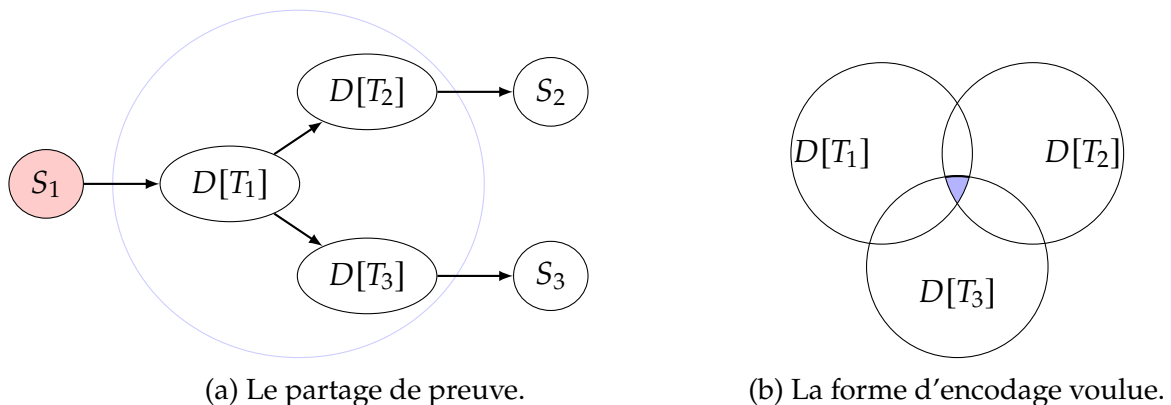 D[T₂]
S₂
S₁
D[T₁]
D[T₃]
S₃
(a) Le partage de preuve.
D[T₁]
D[T₂]
D[T₃]
(b) La forme d'encodage voulue.